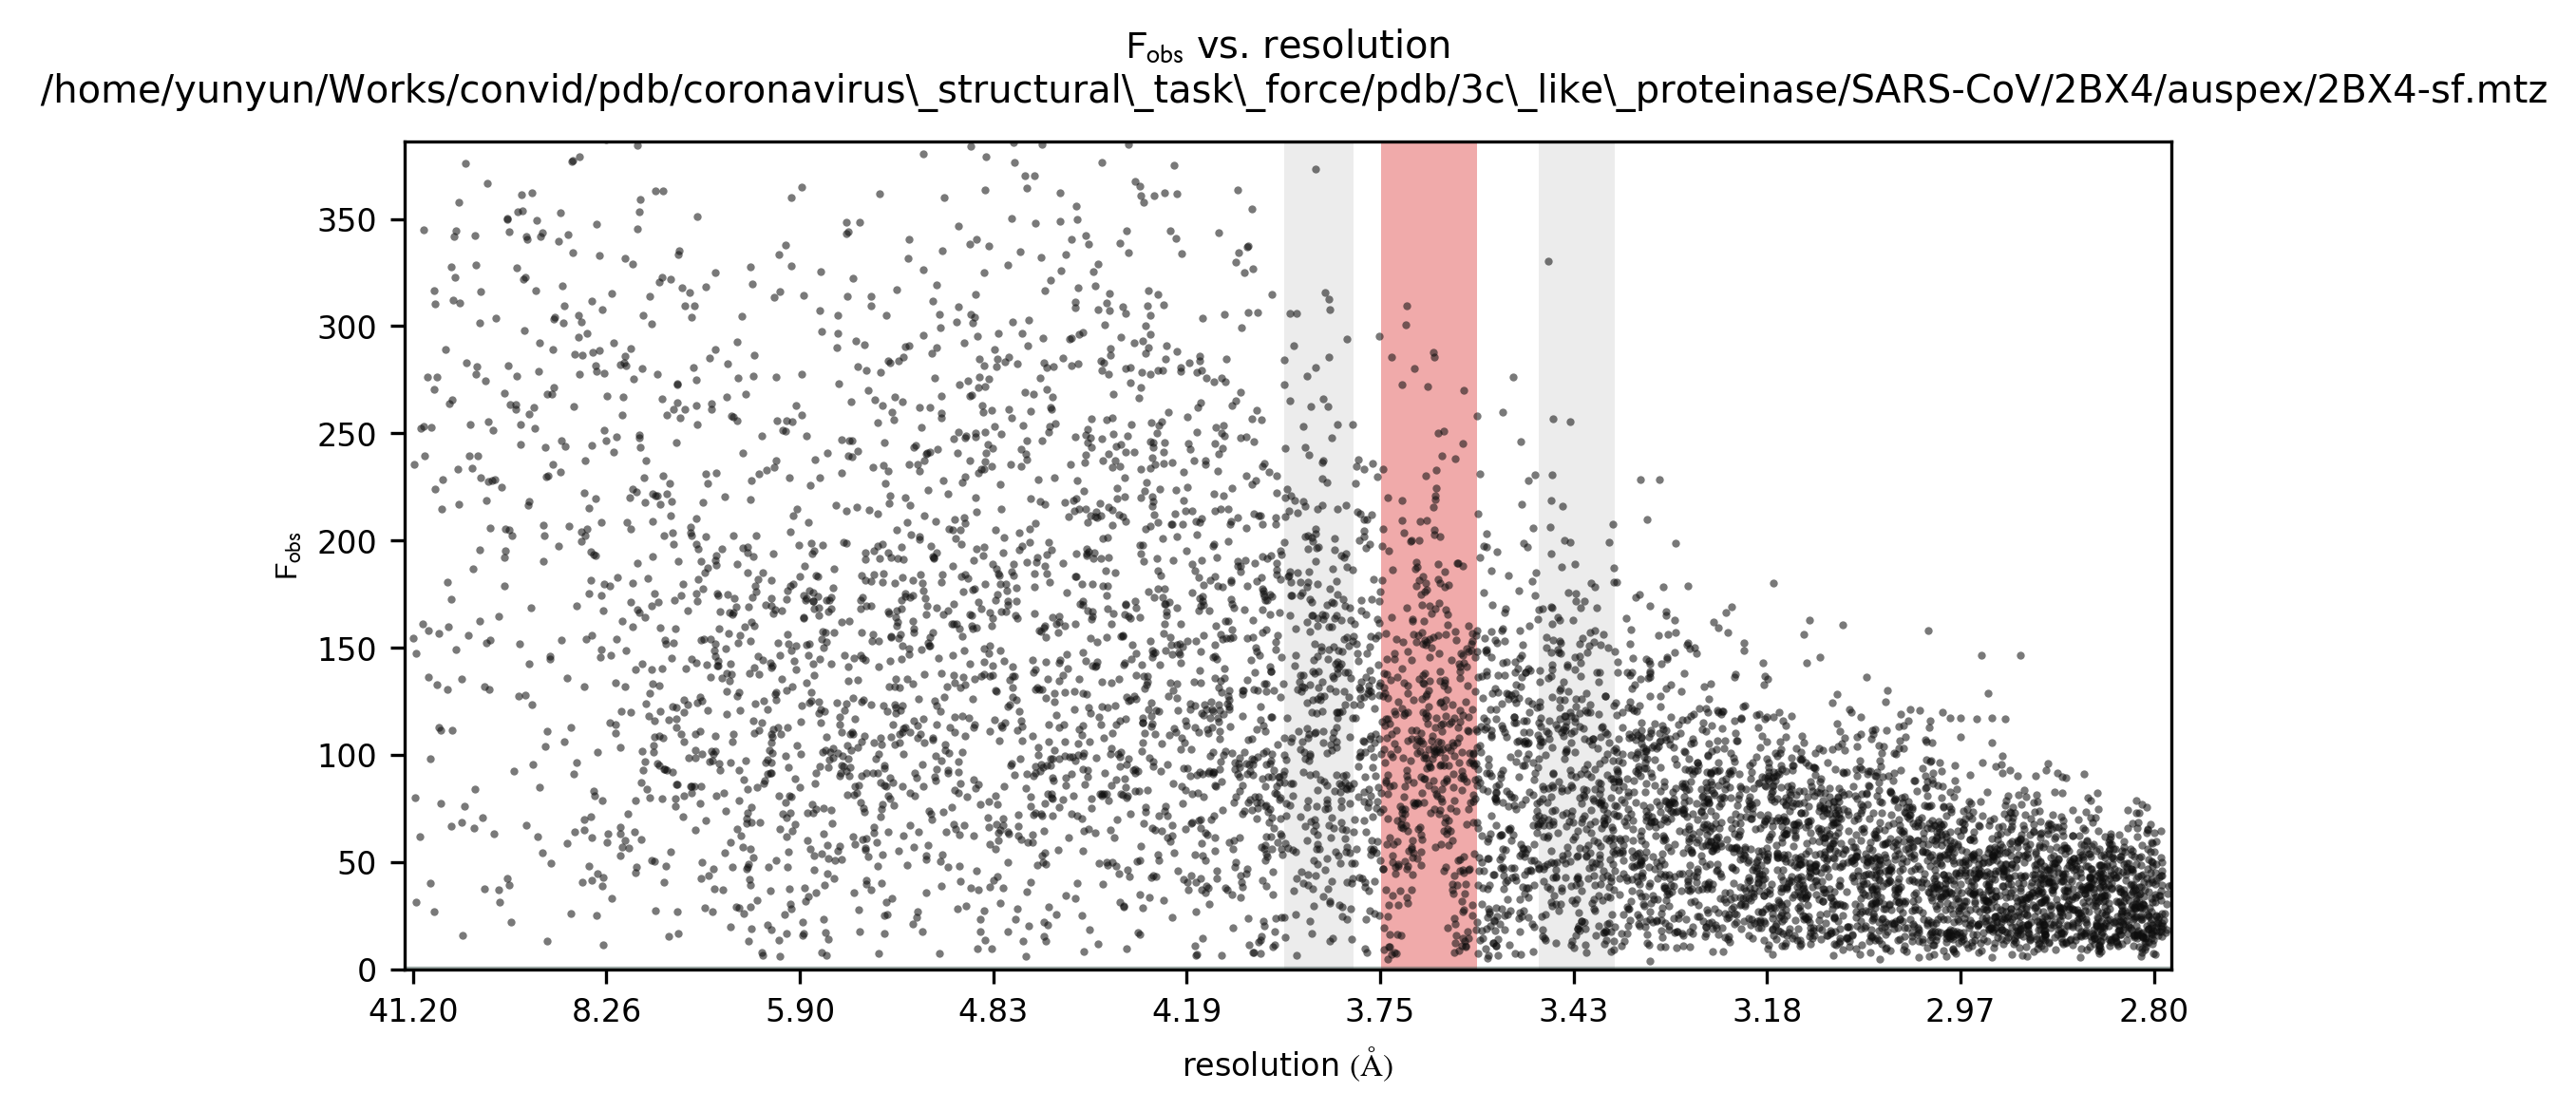 Fobs vs. resolution
/home/yunyun/Works/convid/pdb/coronavirus\_structural\_task\_force/pdb/3c\_like\_proteinase/SARS-CoV/2BX4/auspex/2BX4-sf.mtz
350
300
250
200
150
100
50
0
Fobs
41.20 8.26 5.90 4.83 4.19 3.75 3.43 3.18 2.97 2.80
resolution (Å)